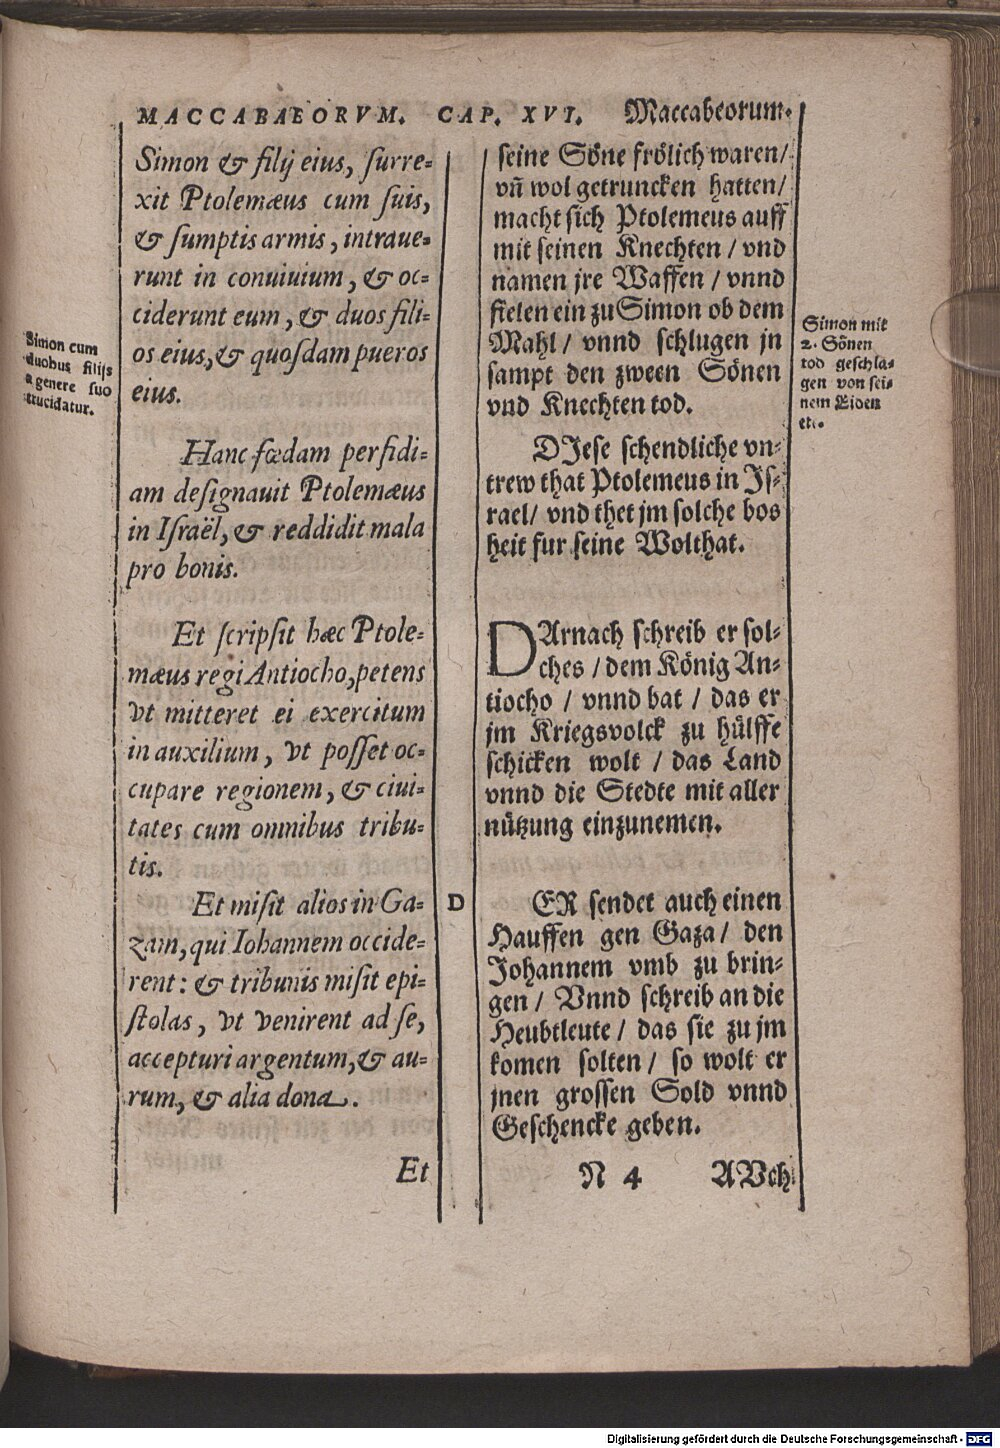 MACCABAEORVM. CAP. XVI. Maccabeorum.
Simon & filij eius, ſurre-
xit Ptolemæus cum ſuis,
& ſumptis armis, intraue-
runt in conuiuium, & oc-
ciderunt eum, & duos fili-
os eius, & quoſdam pueros
eius.
Simon cum
duobus filijs
a genere ſuo
trucidatur.
Hanc fœdam perfidi-
am deſignauit Ptolemæus
in Iſraël, & reddidit mala
pro bonis.
Et ſcripſit hæc Ptole-
mæus regi Antiocho, petens
vt mitteret ei exercitum
in auxilium, vt poſſet oc-
cupare regionem, & ciui-
tates cum omnibus tribu-
tis.
Et miſit alios in Ga-
zam, qui Iohannem occide-
rent: & tribunis miſit epi-
ſtolas, vt venirent ad ſe,
accepturi argentum, & au-
rum, & alia dona.
Et
D
ſeine Söne frölich waren/
vñ wol getruncken hatten/
macht ſich Ptolemeus auff
mit ſeinen Knechten / vnd
namen jre Waffen / vnnd
fielen ein zu Simon ob dem
Mahl / vnnd ſchlugen jn
ſampt den zween Sönen
vnd Knechten tod.
Simon mit
2. Sönen
tod geſchla-
gen von ſei-
nem Eiden
etc.
DIeſe ſchendliche vn-
trew that Ptolemeus in Iſ-
rael/ vnd thet jm ſolche bos
heit fur ſeine Wolthat.
DArnach ſchreib er ſol-
ches / dem König An-
tiocho / vnnd bat / das er
jm Kriegsvolck zu hülffe
ſchicken wolt / das Land
vnnd die Stedte mit aller
nützung einzunemen.
ER ſendet auch einen
Hauffen gen Gaza/ den
Johannem vmb zu brin-
gen / Vnnd ſchreib an die
Heubtleute / das ſie zu jm
komen ſolten / ſo wolt er
jnen groſſen Sold vnnd
Geſchencke geben.
N 4 AVch
Digitalisierung gefördert durch die Deutsche Forschungsgemeinschaft - DFG